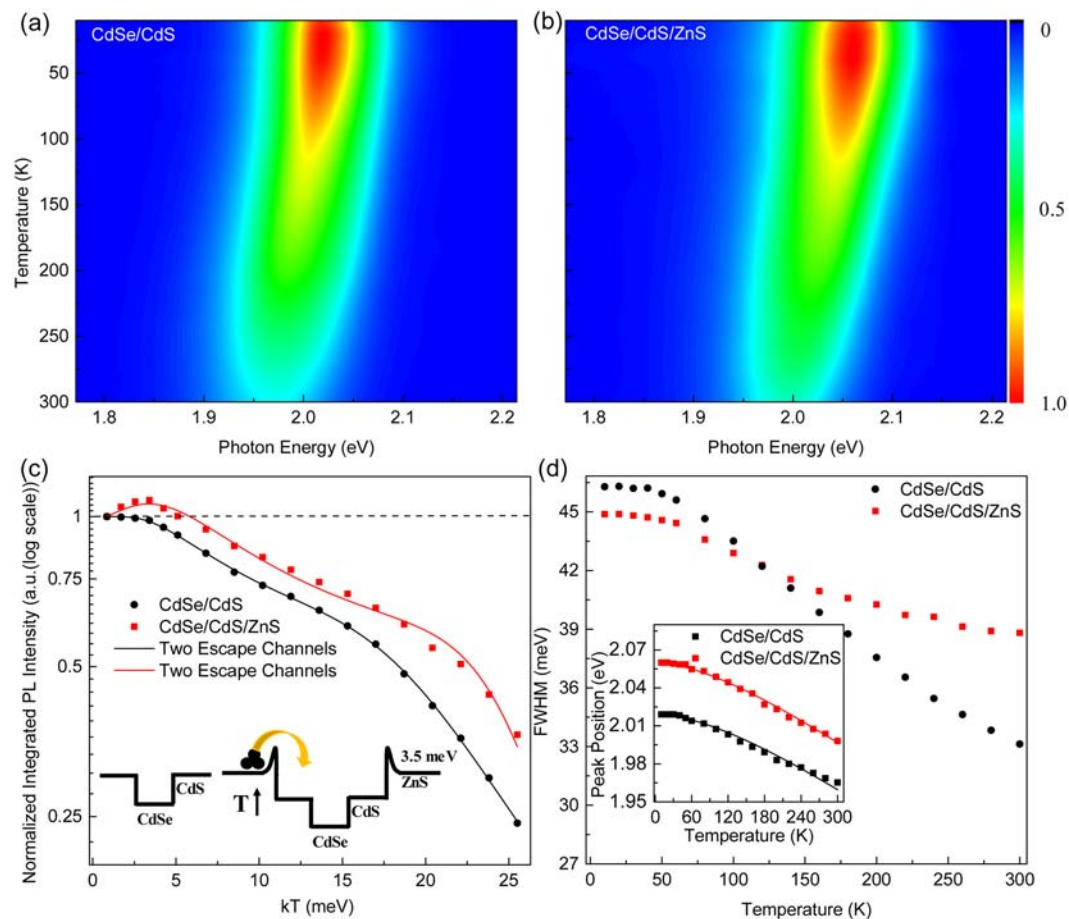 (a)
CdSe/CdS
50
100
150
200
250
300
Temperature (K)
1.8
1.9
2.0
2.1
2.2
Photon Energy (eV)
(b)
CdSe/CdS/ZnS
1.8
1.9
2.0
2.1
2.2
Photon Energy (eV)
0
0.5
1.0
(c)
Normalized Integrated PL Intensity (a.u.(log scale))
1
0.75
0.5
0.25
CdSe/CdS
CdSe/CdS/ZnS
Two Escape Channels
Two Escape Channels
CdS
CdSe
T
3.5 meV
ZnS
CdS
CdSe
0
5
10
15
20
25
kT (meV)
(d)
CdSe/CdS
CdSe/CdS/ZnS
45
42
39
36
33
30
27
FWHM (meV)
CdSe/CdS
CdSe/CdS/ZnS
2.07
2.04
2.01
1.98
1.95
Peak Position (eV)
0
60
120
180
240
300
Temperature (K)
0
50
100
150
200
250
300
Temperature (K)